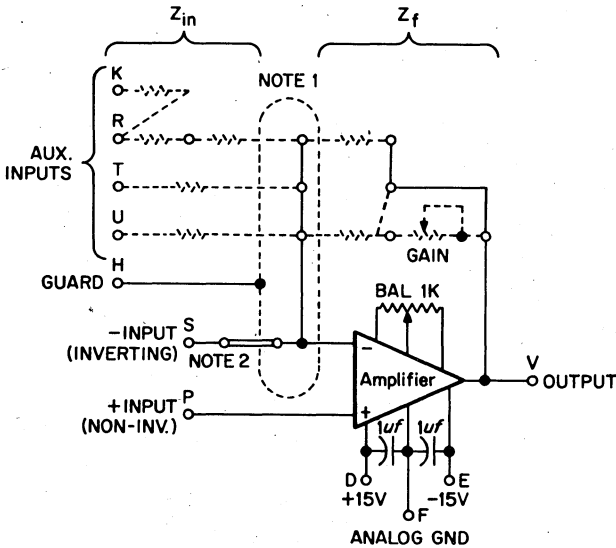 Zin
Zf
K
NOTE 1
R
AUX.
INPUTS
T
U
GAIN
H
GUARD
BAL 1K
-INPUT S
(INVERTING)
NOTE 2
-
Amplifier
V
OUTPUT
+INPUT P
(NON-INV.)
+
1uf
1uf
D
+15V
E
-15V
F
ANALOG GND